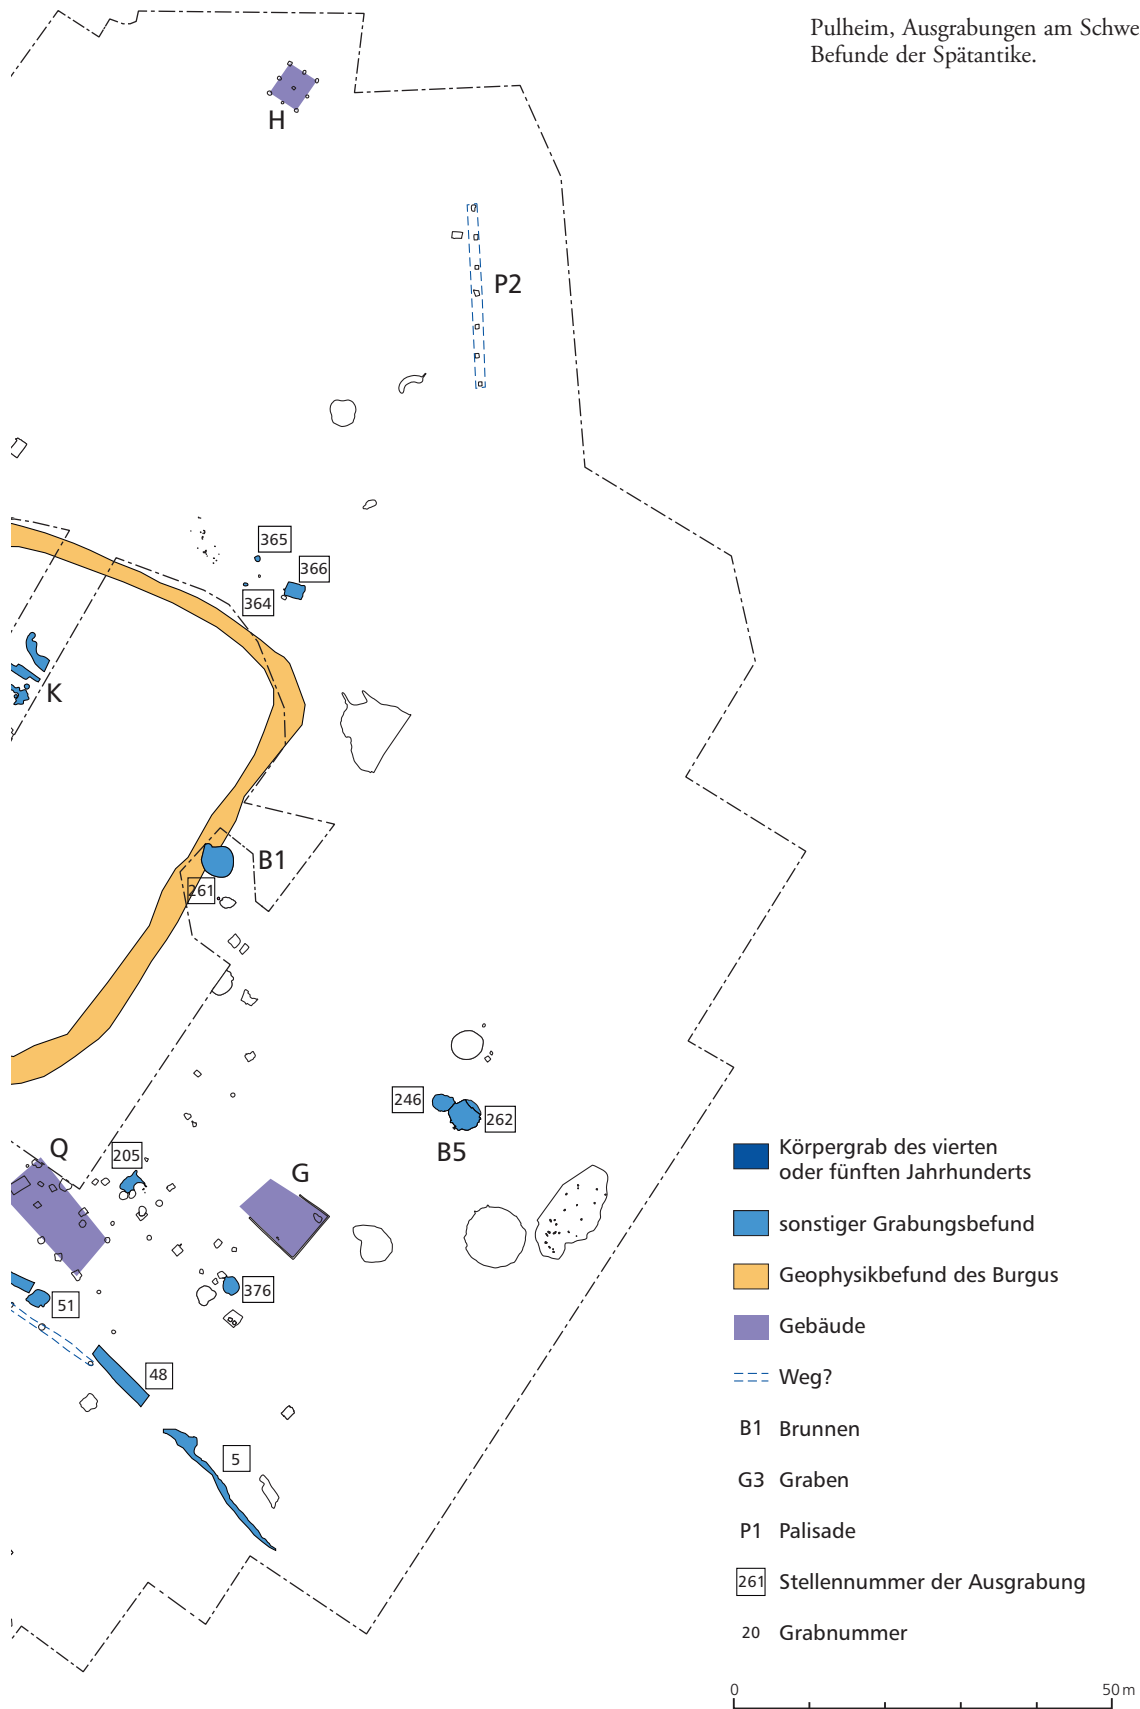 Pulheim, Ausgrabungen am Schwe
Befunde der Spätantike.
H
P2
365
366
364
K
B1
261
246
262
B5
Q
205
G
376
51
48
5
Körpergrab des vierten
oder fünften Jahrhunderts
sonstiger Grabungsbefund
Geophysikbefund des Burgus
Gebäude
Weg?
B1 Brunnen
G3 Graben
P1 Palisade
261 Stellennummer der Ausgrabung
20 Grabnummer
0 50 m